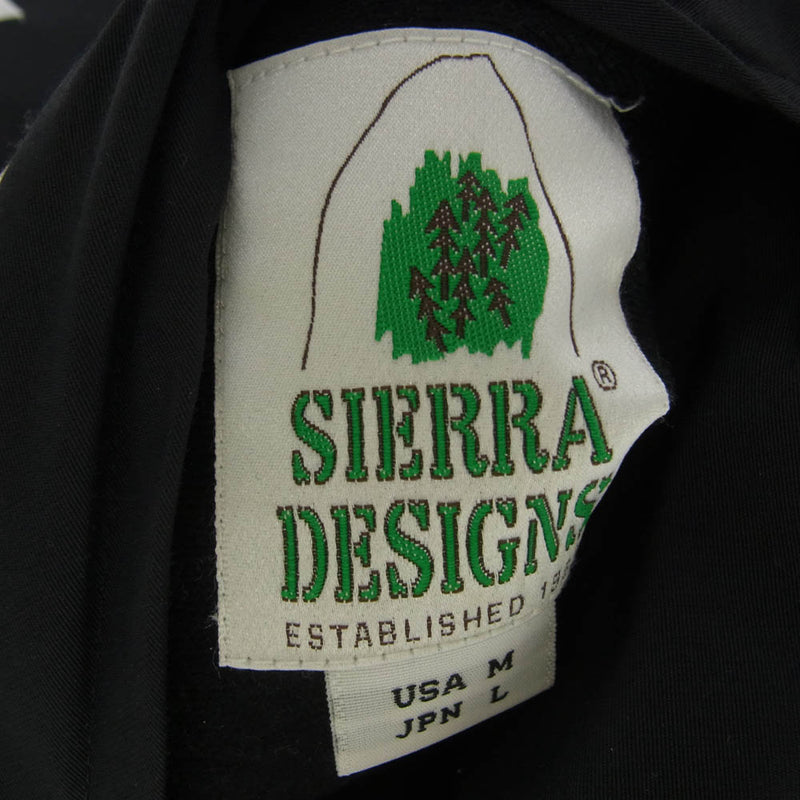 ®
SIERRA
DESIGNS
ESTABLISHED
USA M
JPN L